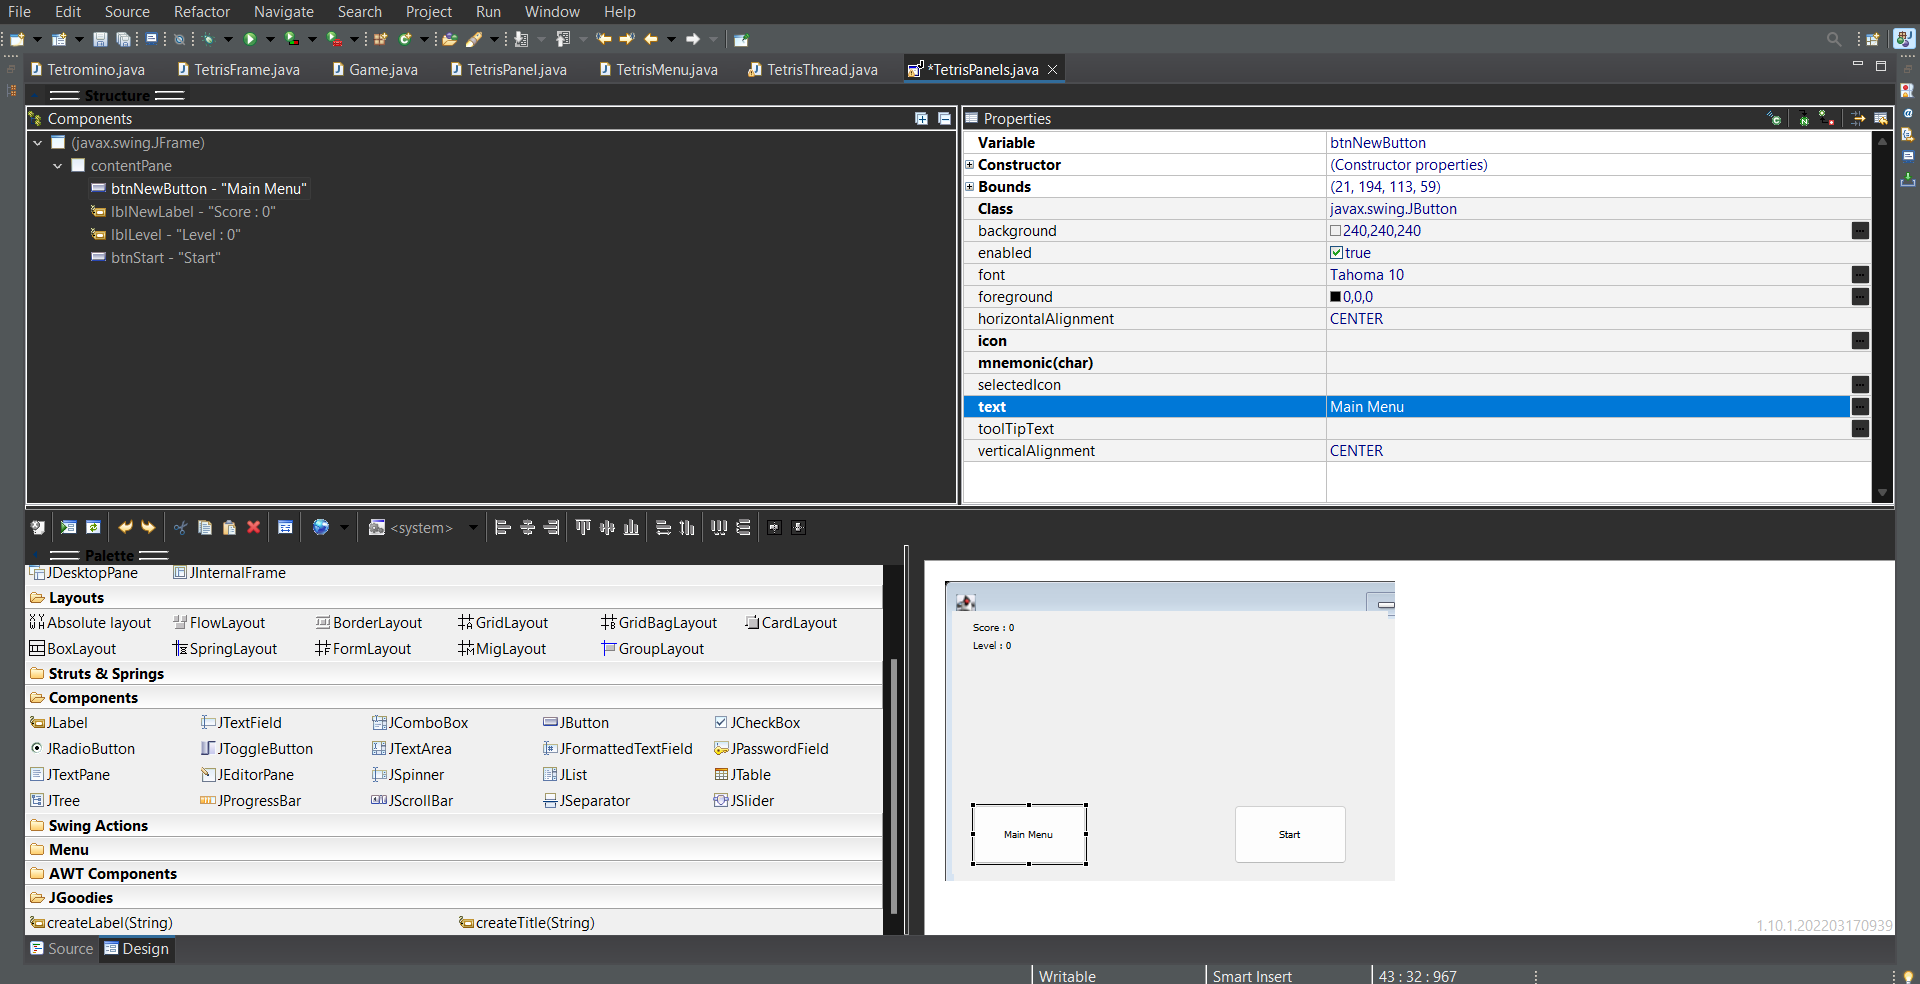 File Edit Source Refactor Navigate Search Project Run Window Help
Tetromino.java TetrisFrame.java Game.java TetrisPanel.java TetrisMenu.java TetrisThread.java *TetrisPanels.java
Structure
Components
(javax.swing.JFrame)
contentPane
btnNewButton - "Main Menu"
lblNewLabel - "Score : 0"
lblLevel - "Level : 0"
btnStart - "Start"
Properties
Variable btnNewButton
Constructor (Constructor properties)
Bounds (21, 194, 113, 59)
Class javax.swing.JButton
background 240,240,240
enabled true
font Tahoma 10
foreground 0,0,0
horizontalAlignment CENTER
icon
mnemonic(char)
selectedIcon
text Main Menu
toolTipText
verticalAlignment CENTER
<system>
Palette
JDesktopPane JInternalFrame
Layouts
Absolute layout FlowLayout BorderLayout GridLayout GridBagLayout CardLayout
BoxLayout SpringLayout FormLayout MigLayout GroupLayout
Struts & Springs
Components
JLabel JTextField JComboBox JButton JCheckBox
JRadioButton JToggleButton JTextArea JFormattedTextField JPasswordField
JTextPane JEditorPane JSpinner JList JTable
JTree JProgressBar JScrollBar JSeparator JSlider
Swing Actions
Menu
AWT Components
JGoodies
createLabel(String) createTitle(String)
Score : 0
Level : 0
Main Menu Start
1.10.1.202203170939
Source Design
Writable Smart Insert 43 : 32 : 967